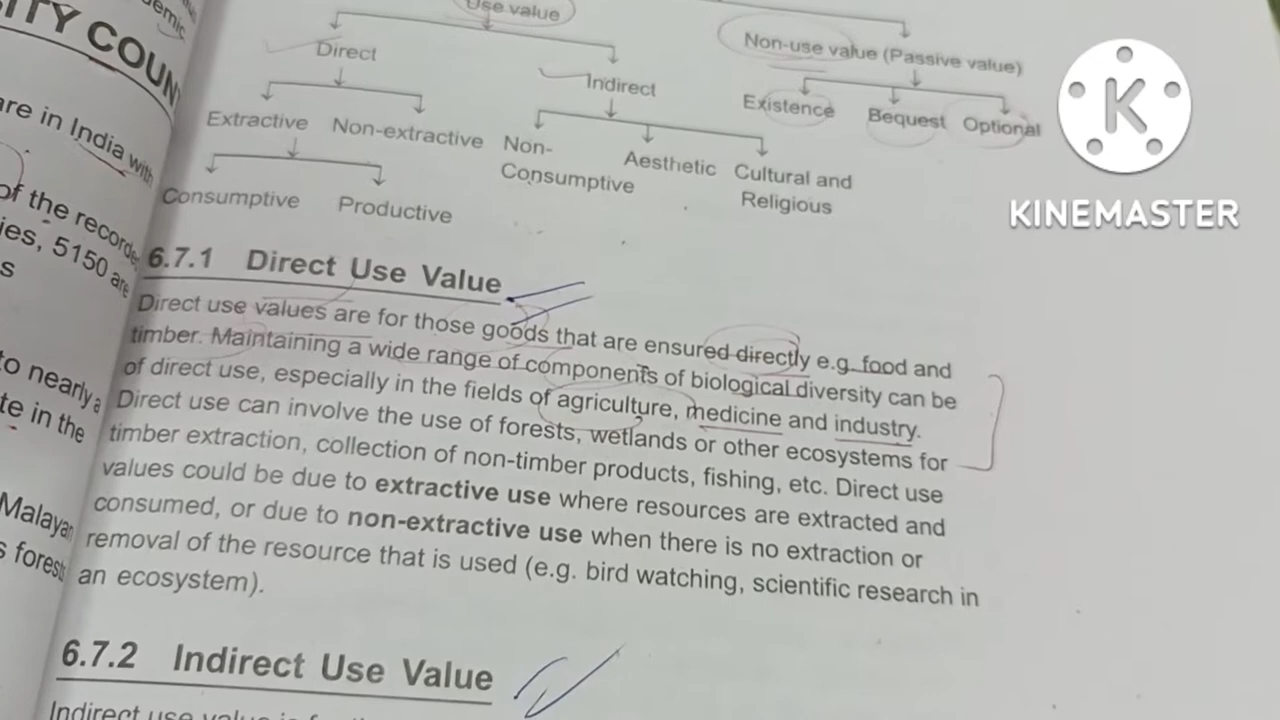 demic
ITY COUN
are in India with
of the recorde
ies, 5150 are
s
to nearly a
te in the
Malayan
s forest
Use value
Direct
Indirect
Non-use value (Passive value)
Extractive Non-extractive
Non-Consumptive
Aesthetic
Cultural and
Religious
Existence Bequest Optional
Consumptive Productive
KINEMASTER
6.7.1 Direct Use Value
Direct use values are for those goods that are ensured directly e.g. food and
timber. Maintaining a wide range of components of biological diversity can be
of direct use, especially in the fields of agriculture, medicine and industry.
Direct use can involve the use of forests, wetlands or other ecosystems for
timber extraction, collection of non-timber products, fishing, etc. Direct use
values could be due to extractive use where resources are extracted and
consumed, or due to non-extractive use when there is no extraction or
removal of the resource that is used (e.g. bird watching, scientific research in
an ecosystem).
6.7.2 Indirect Use Value
Indirect use value is